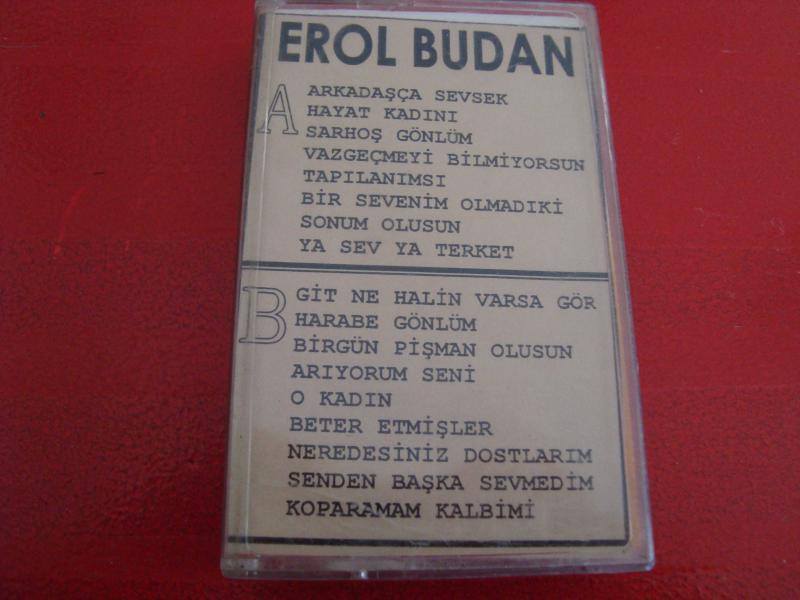 EROL BUDAN
A
ARKADAŞÇA SEVSEK
HAYAT KADINI
SARHOŞ GÖNLÜM
VAZGEÇMEYİ BİLMİYORSUN
TAPILANIMSI
BİR SEVENİM OLMADIKİ
SONUM OLUSUN
YA SEV YA TERKET
B
GİT NE HALİN VARSA GÖR
HARABE GÖNLÜM
BİRGÜN PİŞMAN OLUSUN
ARIYORUM SENİ
O KADIN
BETER ETMİŞLER
NEREDESİNİZ DOSTLARIM
SENDEN BAŞKA SEVMEDİM
KOPARAMAM KALBİMİ